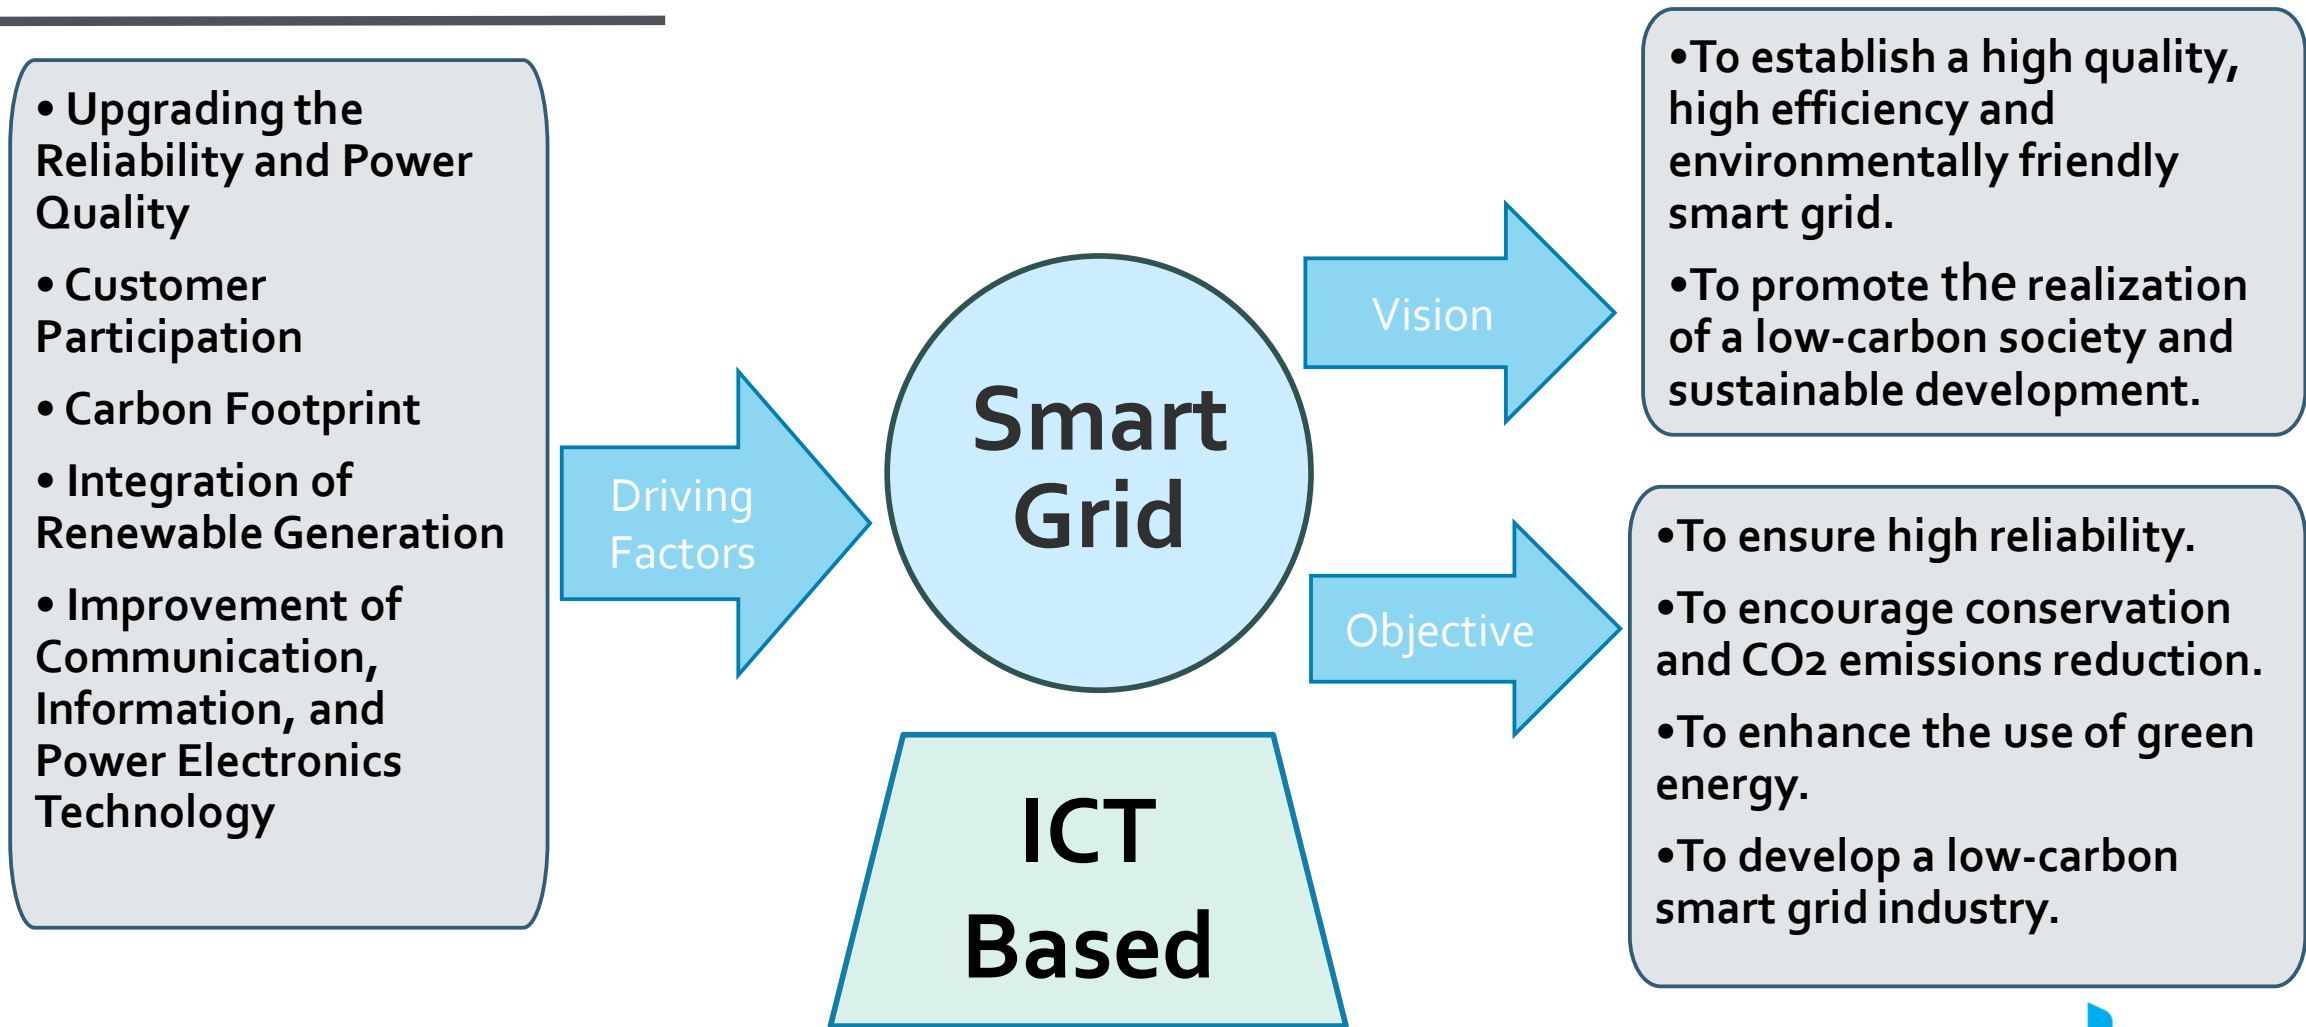 • Upgrading the
Reliability and Power
Quality
• Customer
Participation
• Carbon Footprint
• Integration of
Renewable Generation
• Improvement of
Communication,
Information, and
Power Electronics
Technology
Driving
Factors
Smart
Grid
ICT
Based
Vision
•To establish a high quality,
high efficiency and
environmentally friendly
smart grid.
•To promote the realization
of a low-carbon society and
sustainable development.
Objective
•To ensure high reliability.
•To encourage conservation
and CO2 emissions reduction.
•To enhance the use of green
energy.
•To develop a low-carbon
smart grid industry.